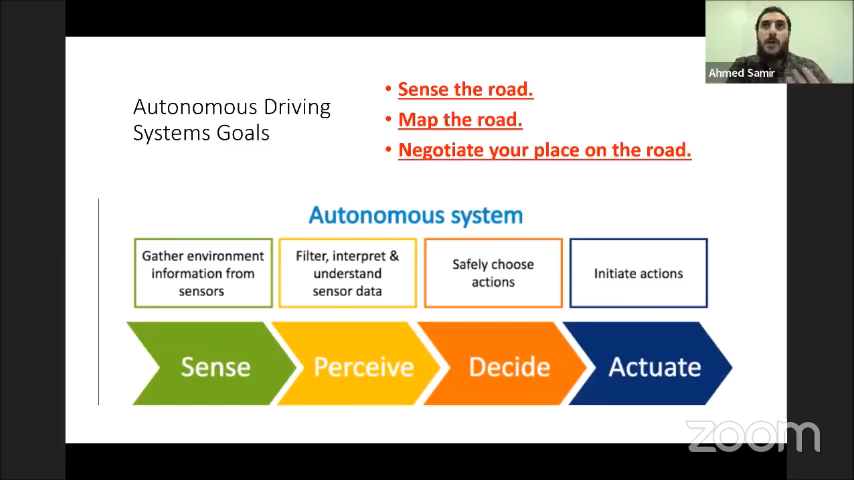 Ahmed Samir
Autonomous Driving
Systems Goals
• Sense the road.
• Map the road.
• Negotiate your place on the road.
Autonomous system
Gather environment
information from
sensors
Filter, interpret &
understand
sensor data
Safely choose
actions
Initiate actions
Sense
Perceive
Decide
Actuate
zoom